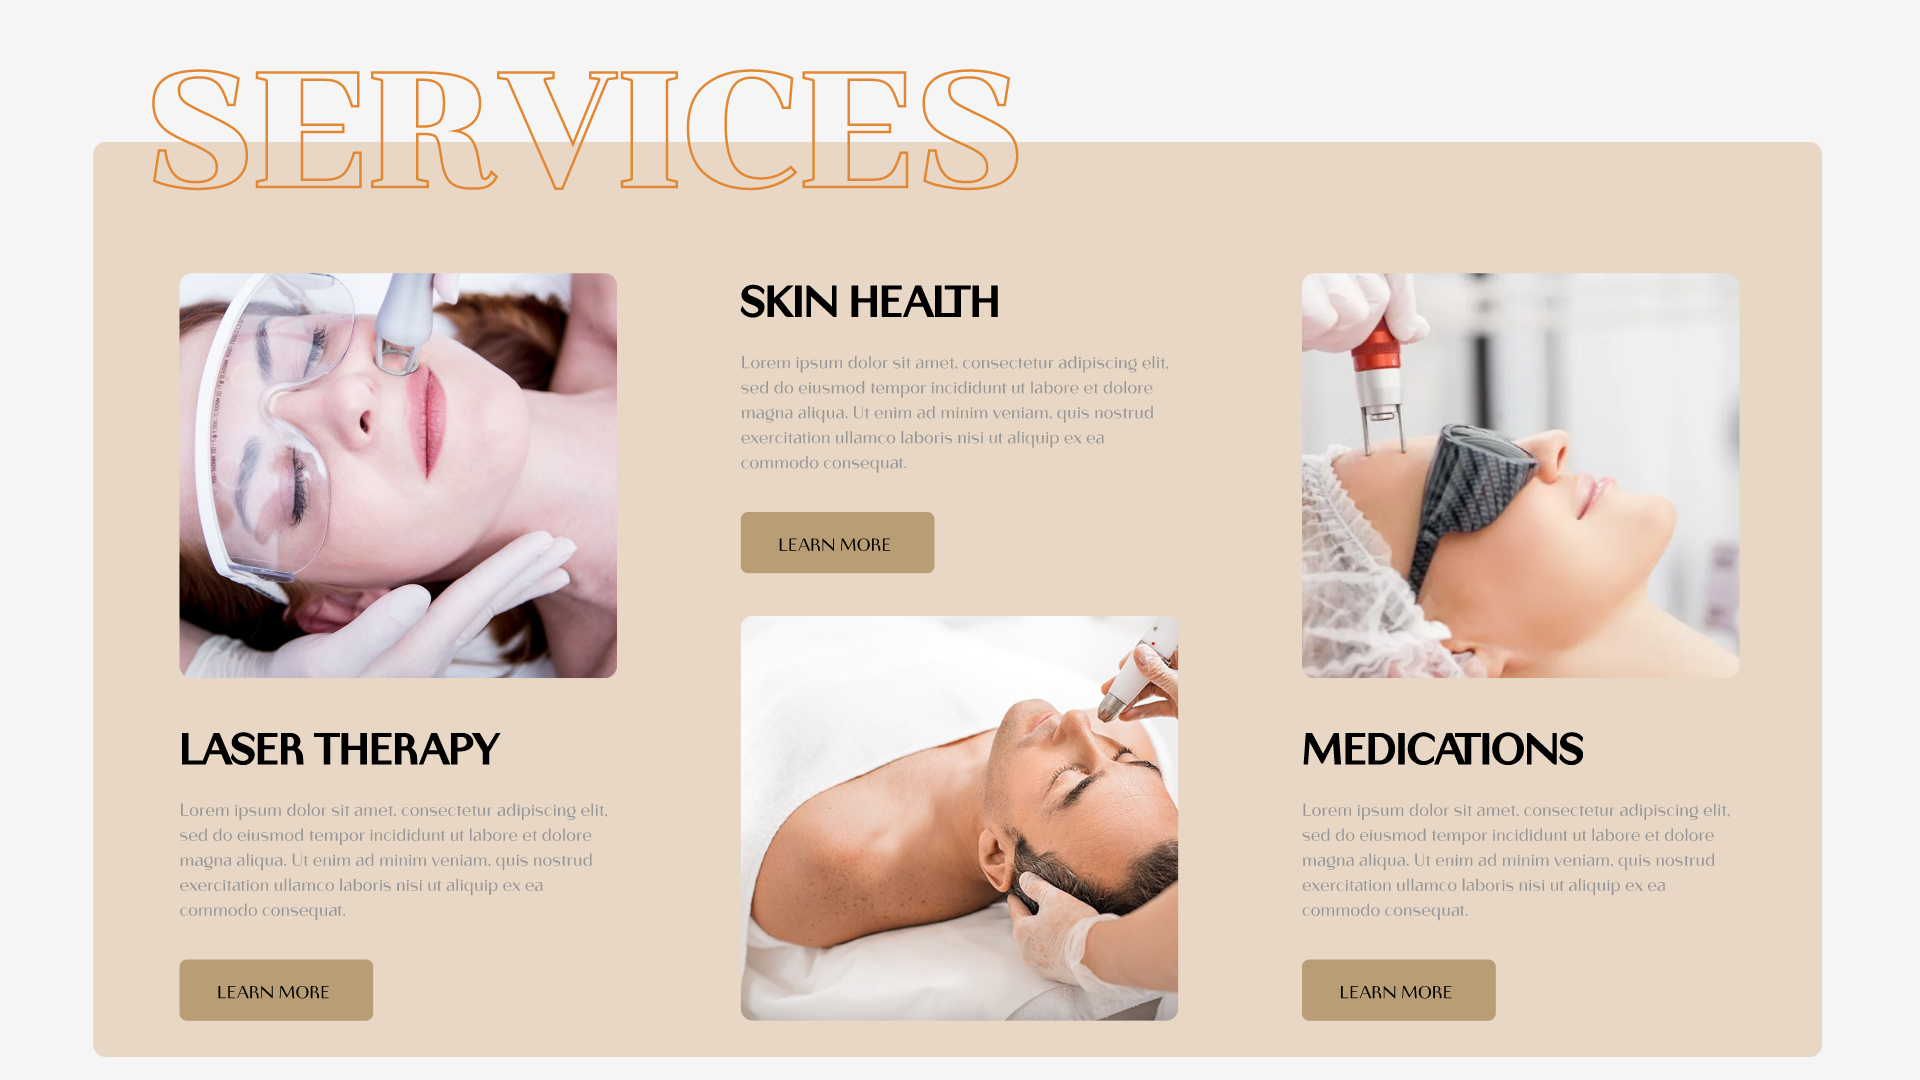 SERVICES
LASER THERAPY
Lorem ipsum dolor sit amet, consectetur adipiscing elit,
sed do eiusmod tempor incididunt ut labore et dolore
magna aliqua. Ut enim ad minim veniam, quis nostrud
exercitation ullamco laboris nisi ut aliquip ex ea
commodo consequat.
LEARN MORE
SKIN HEALTH
Lorem ipsum dolor sit amet, consectetur adipiscing elit,
sed do eiusmod tempor incididunt ut labore et dolore
magna aliqua. Ut enim ad minim veniam, quis nostrud
exercitation ullamco laboris nisi ut aliquip ex ea
commodo consequat.
LEARN MORE
MEDICATIONS
Lorem ipsum dolor sit amet, consectetur adipiscing elit,
sed do eiusmod tempor incididunt ut labore et dolore
magna aliqua. Ut enim ad minim veniam, quis nostrud
exercitation ullamco laboris nisi ut aliquip ex ea
commodo consequat.
LEARN MORE